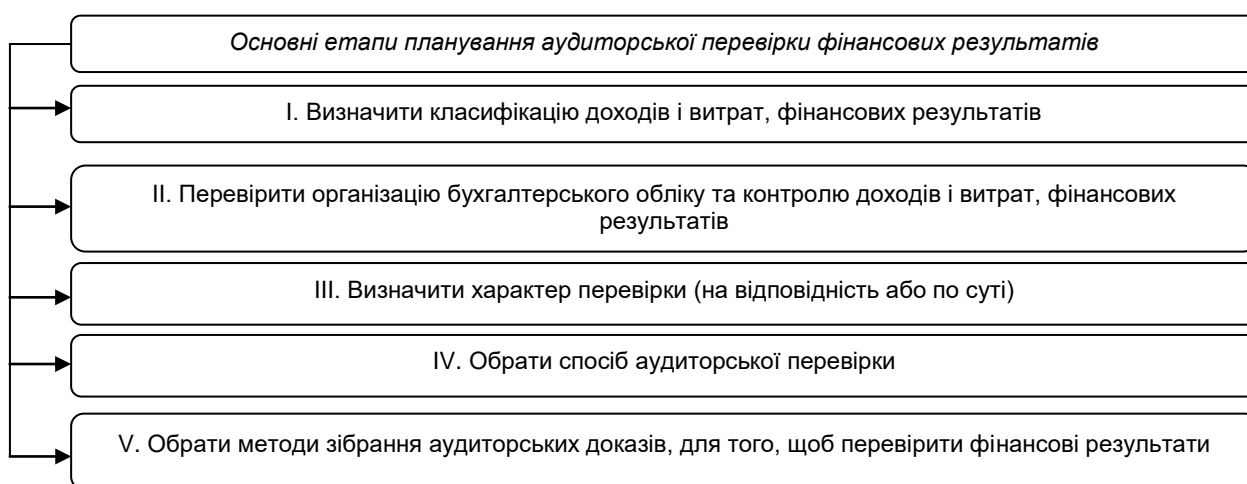 Основні етапи планування аудиторської перевірки фінансових результатів
І. Визначити класифікацію доходів і витрат, фінансових результатів
ІІ. Перевірити організацію бухгалтерського обліку та контролю доходів і витрат, фінансових
результатів
ІІІ. Визначити характер перевірки (на відповідність або по суті)
IV. Обрати спосіб аудиторської перевірки
V. Обрати методи зібрання аудиторських доказів, для того, щоб перевірити фінансові результати